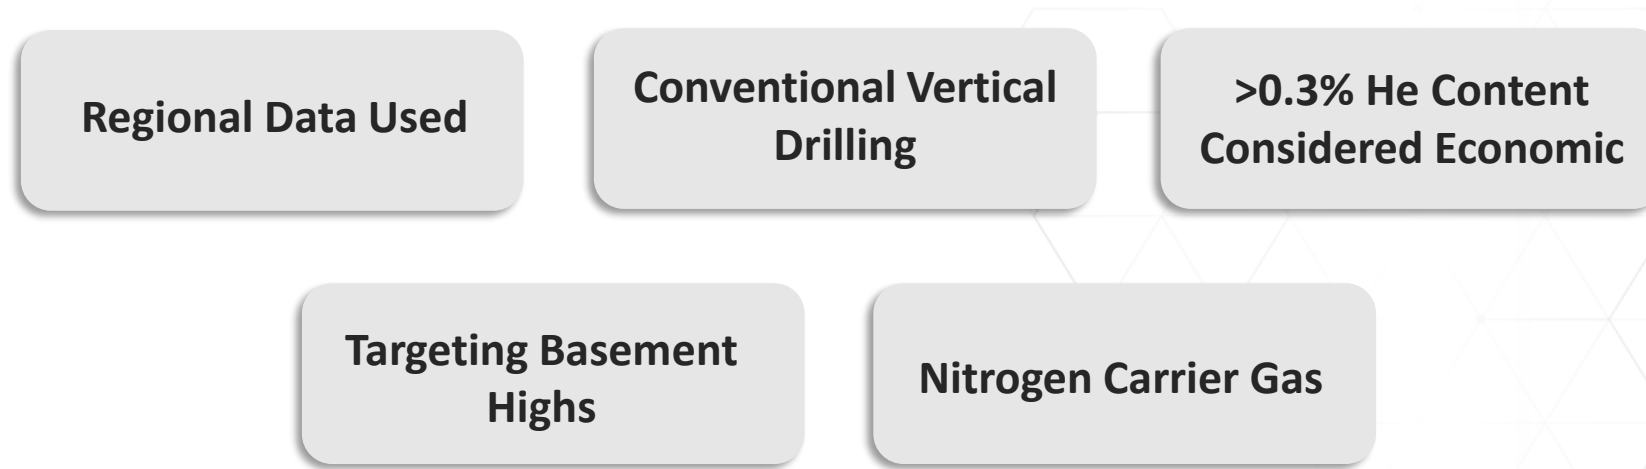 Regional Data Used
Conventional Vertical
Drilling
>0.3% He Content
Considered Economic
Targeting Basement
Highs
Nitrogen Carrier Gas